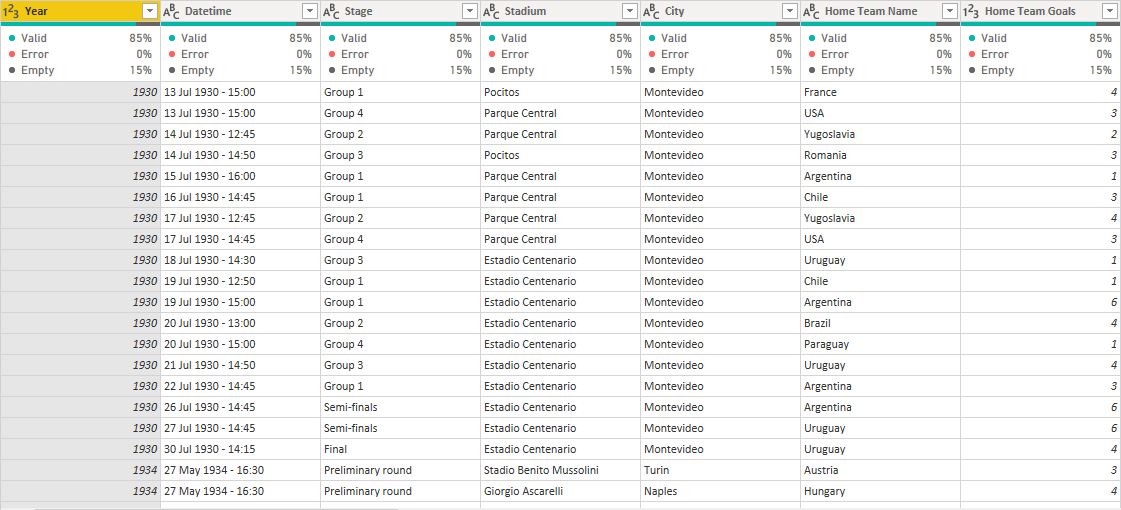 1 2 3 Year A B C Datetime A B C Stage A B C Stadium A B C City A B C Home Team Name 1 2 3 Home Team Goals
Valid 85% Valid 85% Valid 85% Valid 85% Valid 85% Valid 85% Valid 85%
Error 0% Error 0% Error 0% Error 0% Error 0% Error 0% Error 0%
Empty 15% Empty 15% Empty 15% Empty 15% Empty 15% Empty 15% Empty 15%
1930 13 Jul 1930 - 15:00 Group 1 Pocitos Montevideo France 4
1930 13 Jul 1930 - 15:00 Group 4 Parque Central Montevideo USA 3
1930 14 Jul 1930 - 12:45 Group 2 Parque Central Montevideo Yugoslavia 2
1930 14 Jul 1930 - 14:50 Group 3 Pocitos Montevideo Romania 3
1930 15 Jul 1930 - 16:00 Group 1 Parque Central Montevideo Argentina 1
1930 16 Jul 1930 - 14:45 Group 1 Parque Central Montevideo Chile 3
1930 17 Jul 1930 - 12:45 Group 2 Parque Central Montevideo Yugoslavia 4
1930 17 Jul 1930 - 14:45 Group 4 Parque Central Montevideo USA 3
1930 18 Jul 1930 - 14:30 Group 3 Estadio Centenario Montevideo Uruguay 1
1930 19 Jul 1930 - 12:50 Group 1 Estadio Centenario Montevideo Chile 1
1930 19 Jul 1930 - 15:00 Group 1 Estadio Centenario Montevideo Argentina 6
1930 20 Jul 1930 - 13:00 Group 2 Estadio Centenario Montevideo Brazil 4
1930 20 Jul 1930 - 15:00 Group 4 Estadio Centenario Montevideo Paraguay 1
1930 21 Jul 1930 - 14:50 Group 3 Estadio Centenario Montevideo Uruguay 4
1930 22 Jul 1930 - 14:45 Group 1 Estadio Centenario Montevideo Argentina 3
1930 26 Jul 1930 - 14:45 Semi-finals Estadio Centenario Montevideo Argentina 6
1930 27 Jul 1930 - 14:45 Semi-finals Estadio Centenario Montevideo Uruguay 6
1930 30 Jul 1930 - 14:15 Final Estadio Centenario Montevideo Uruguay 4
1934 27 May 1934 - 16:30 Preliminary round Stadio Benito Mussolini Turin Austria 3
1934 27 May 1934 - 16:30 Preliminary round Giorgio Ascarelli Naples Hungary 4